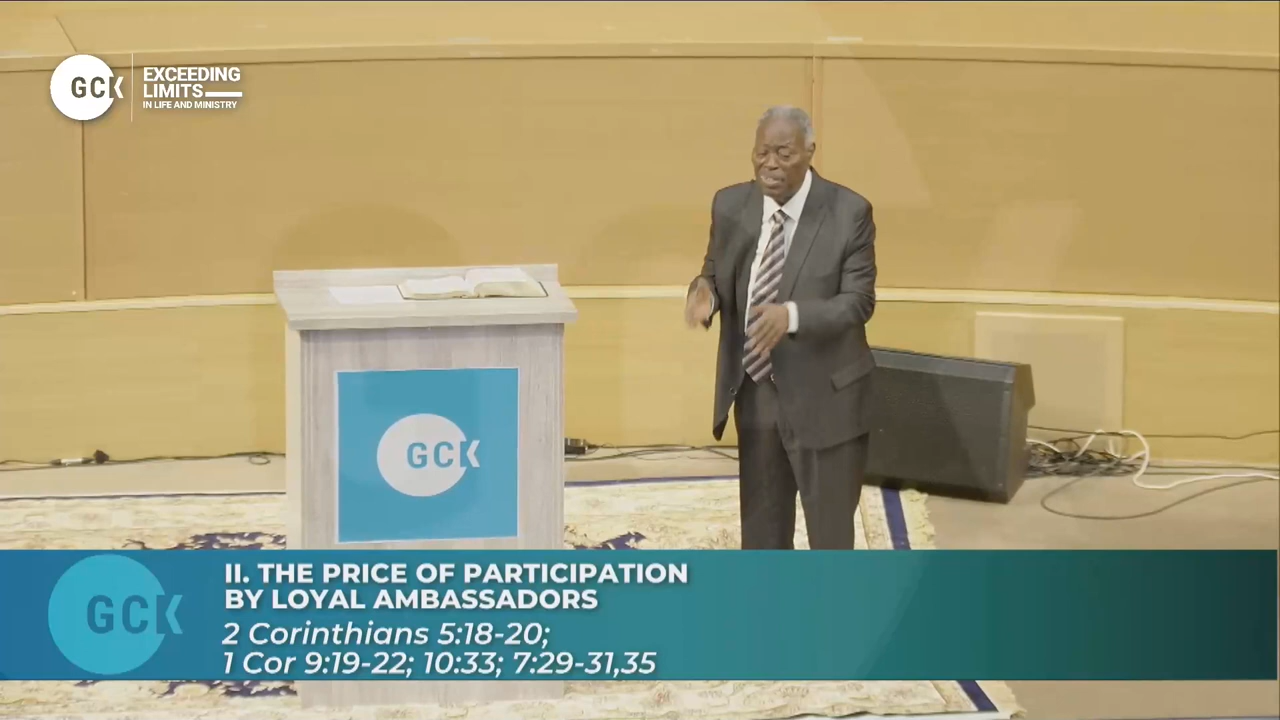 GCK
EXCEEDING
LIMITS
IN LIFE AND MINISTRY
GCK
GCK
II. THE PRICE OF PARTICIPATION
BY LOYAL AMBASSADORS
2 Corinthians 5:18-20;
1 Cor 9:19-22; 10:33; 7:29-31,35